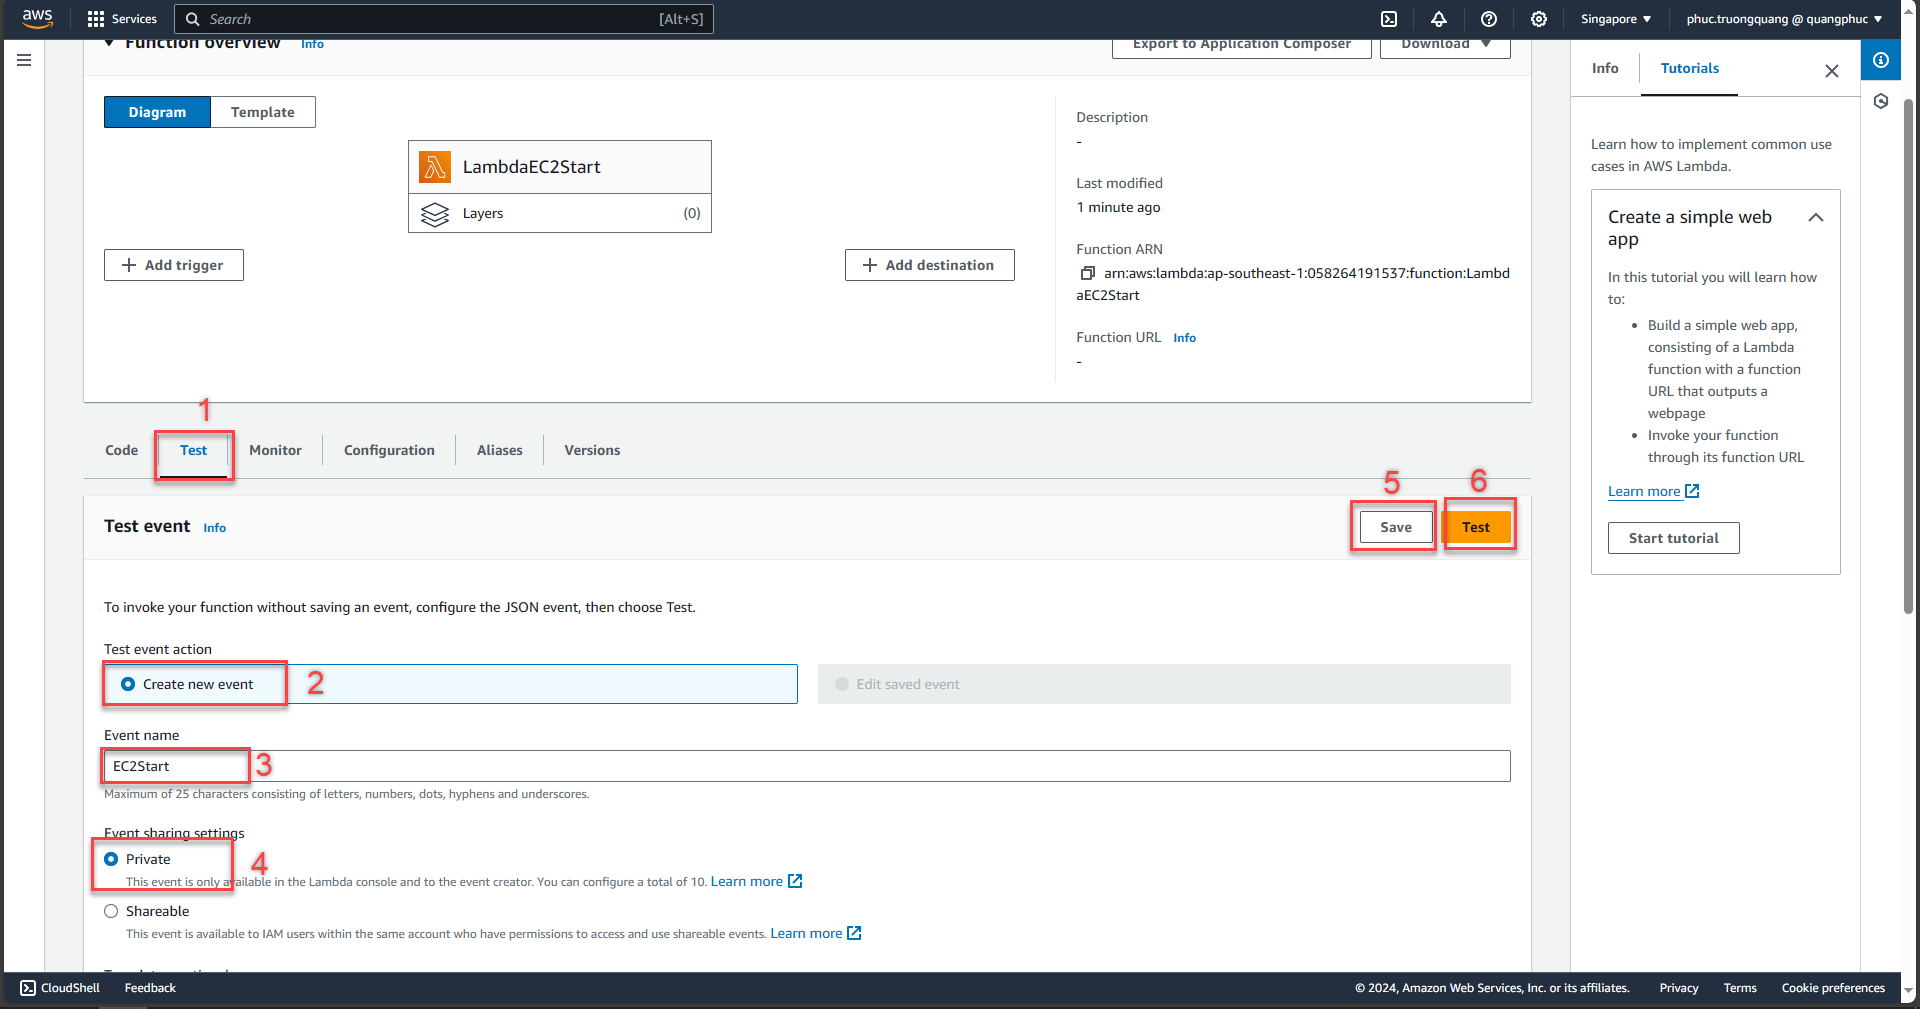 aws
Services
Search
[Alt+S]
Singapore ▼
phuc.truongquang @ quangphuc ▼
Function overview
Info
Export to Application Composer
Download
Diagram
Template
LambdaEC2Start
Layers
(0)
Add trigger
Add destination
Description
-
Last modified
1 minute ago
Function ARN
arn:aws:lambda:ap-southeast-1:058264191537:function:Lambd
aEC2Start
Function URL
Info
-
1
Code
Test
Monitor
Configuration
Aliases
Versions
5
6
Test event
Info
Save
Test
To invoke your function without saving an event, configure the JSON event, then choose Test.
Test event action
Create new event
2
Edit saved event
Event name
EC2Start
3
Maximum of 25 characters consisting of letters, numbers, dots, hyphens and underscores.
Event sharing settings
Private
4
This event is only available in the Lambda console and to the event creator. You can configure a total of 10. Learn more
Shareable
This event is available to IAM users within the same account who have permissions to access and use shareable events. Learn more
Info
Tutorials
Learn how to implement common use
cases in AWS Lambda.
Create a simple web
app
In this tutorial you will learn how
to:
• Build a simple web app,
consisting of a Lambda
function with a function
URL that outputs a
webpage
• Invoke your function
through its function URL
Learn more
Start tutorial
CloudShell
Feedback
© 2024, Amazon Web Services, Inc. or its affiliates.
Privacy
Terms
Cookie preferences